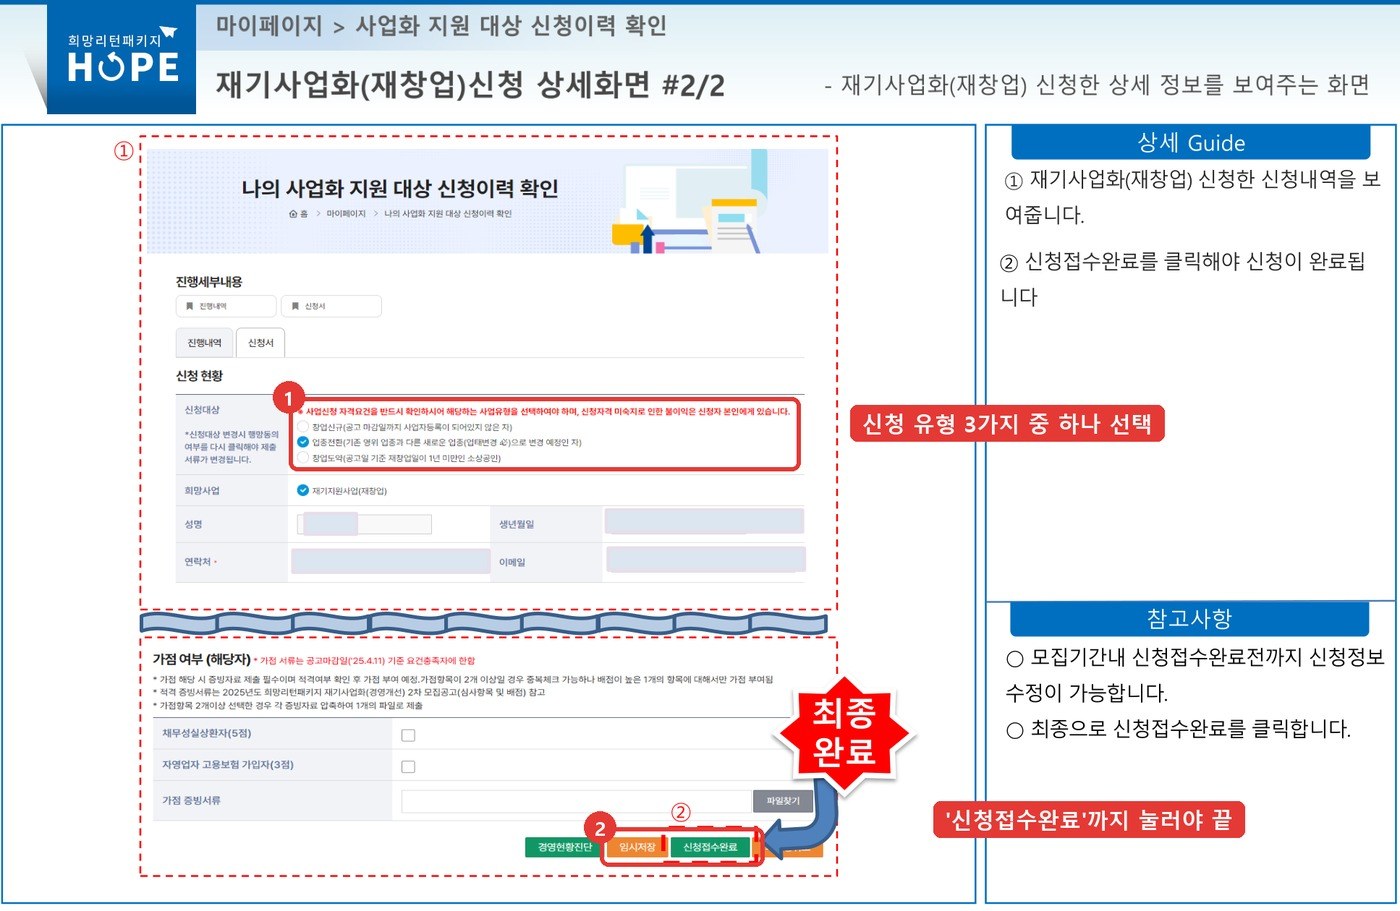 희망리턴패키지
HOPE
마이페이지 > 사업화 지원 대상 신청이력 확인
재기사업화(재창업)신청 상세화면 #2/2
- 재기사업화(재창업) 신청한 상세 정보를 보여주는 화면
①
나의 사업화 지원 대상 신청이력 확인
홈 > 마이페이지 > 나의 사업화 지원 대상 신청이력 확인
진행세부내용
진행내역
신청서
진행내역
신청서
신청 현황
1
신청대상
*신청대상 변경시 행망동의
여부를 다시 클릭해야 제출
서류가 변경됩니다.
* 사업신청 자격요건을 반드시 확인하시어 해당하는 사업유형을 선택하여야 하며, 신청자격 미숙지로 인한 불이익은 신청자 본인에게 있습니다.
창업신규(공고 마감일까지 사업자등록이 되어있지 않은 자)
업종전환(기존 영위 업종과 다른 새로운 업종(업태변경 必)으로 변경 예정인 자)
창업도약(공고일 기준 재창업일이 1년 미만인 소상공인)
희망사업
재기지원사업(재창업)
성명
생년월일
연락처 *
이메일
신청 유형 3가지 중 하나 선택
가점 여부 (해당자) * 가점 서류는 공고마감일('25.4.11) 기준 요건충족자에 한함
* 가점 해당 시 증빙자료 제출 필수이며 적격여부 확인 후 가점 부여 예정.가점항목이 2개 이상일 경우 중복체크 가능하나 배점이 높은 1개의 항목에 대해서만 가점 부여됨
* 적격 증빙서류는 2025년도 희망리턴패키지 재기사업화(경영개선) 2차 모집공고(심사항목 및 배점) 참고
* 가점항목 2개이상 선택한 경우 각 증빙자료 압축하여 1개의 파일로 제출
채무성실상환자(5점)
자영업자 고용보험 가입자(3점)
가점 증빙서류
파일찾기
최종
완료
②
2
경영현황진단
임시저장
신청접수완료
상세 Guide
① 재기사업화(재창업) 신청한 신청내역을 보
여줍니다.
② 신청접수완료를 클릭해야 신청이 완료됩
니다
참고사항
○ 모집기간내 신청접수완료전까지 신청정보
수정이 가능합니다.
○ 최종으로 신청접수완료를 클릭합니다.
'신청접수완료'까지 눌러야 끝